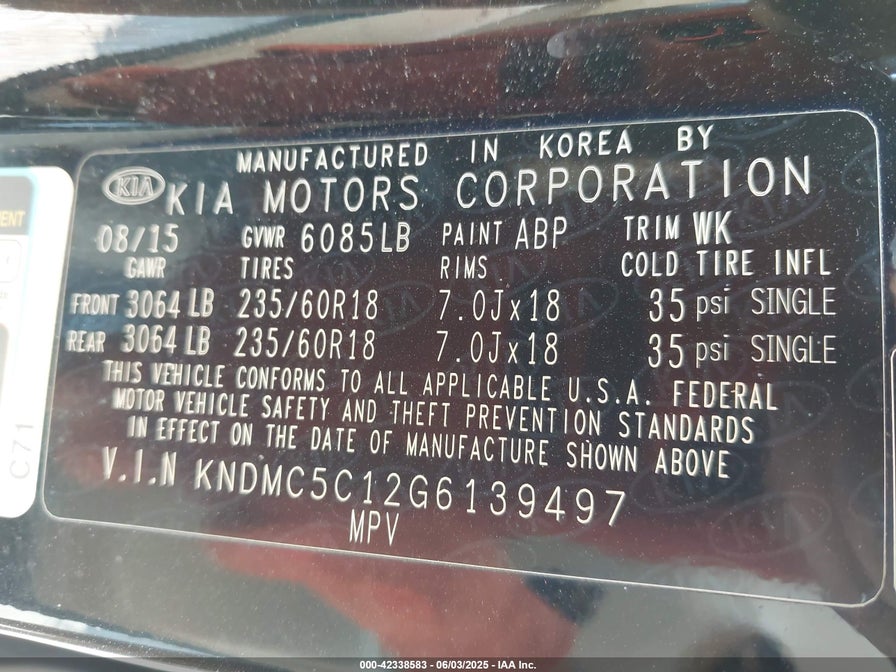 MANUFACTURED IN KOREA BY
KIA KIA MOTORS CORPORATION
08/15 GVWR 6085LB PAINT ABP TRIM WK
GAWR TIRES RIMS COLD TIRE INFL
FRONT 3064 LB 235/60R18 7.0Jx18 35 psi SINGLE
REAR 3064 LB 235/60R18 7.0Jx18 35 psi SINGLE
THIS VEHICLE CONFORMS TO ALL APPLICABLE U.S.A. FEDERAL
MOTOR VEHICLE SAFETY AND THEFT PREVENTION STANDARDS
IN EFFECT ON THE DATE OF MANUFACTURE SHOWN ABOVE
V.I.N KNDMC5C12G6139497
MPV
C71
000-42338583 - 06/03/2025 - IAA Inc.